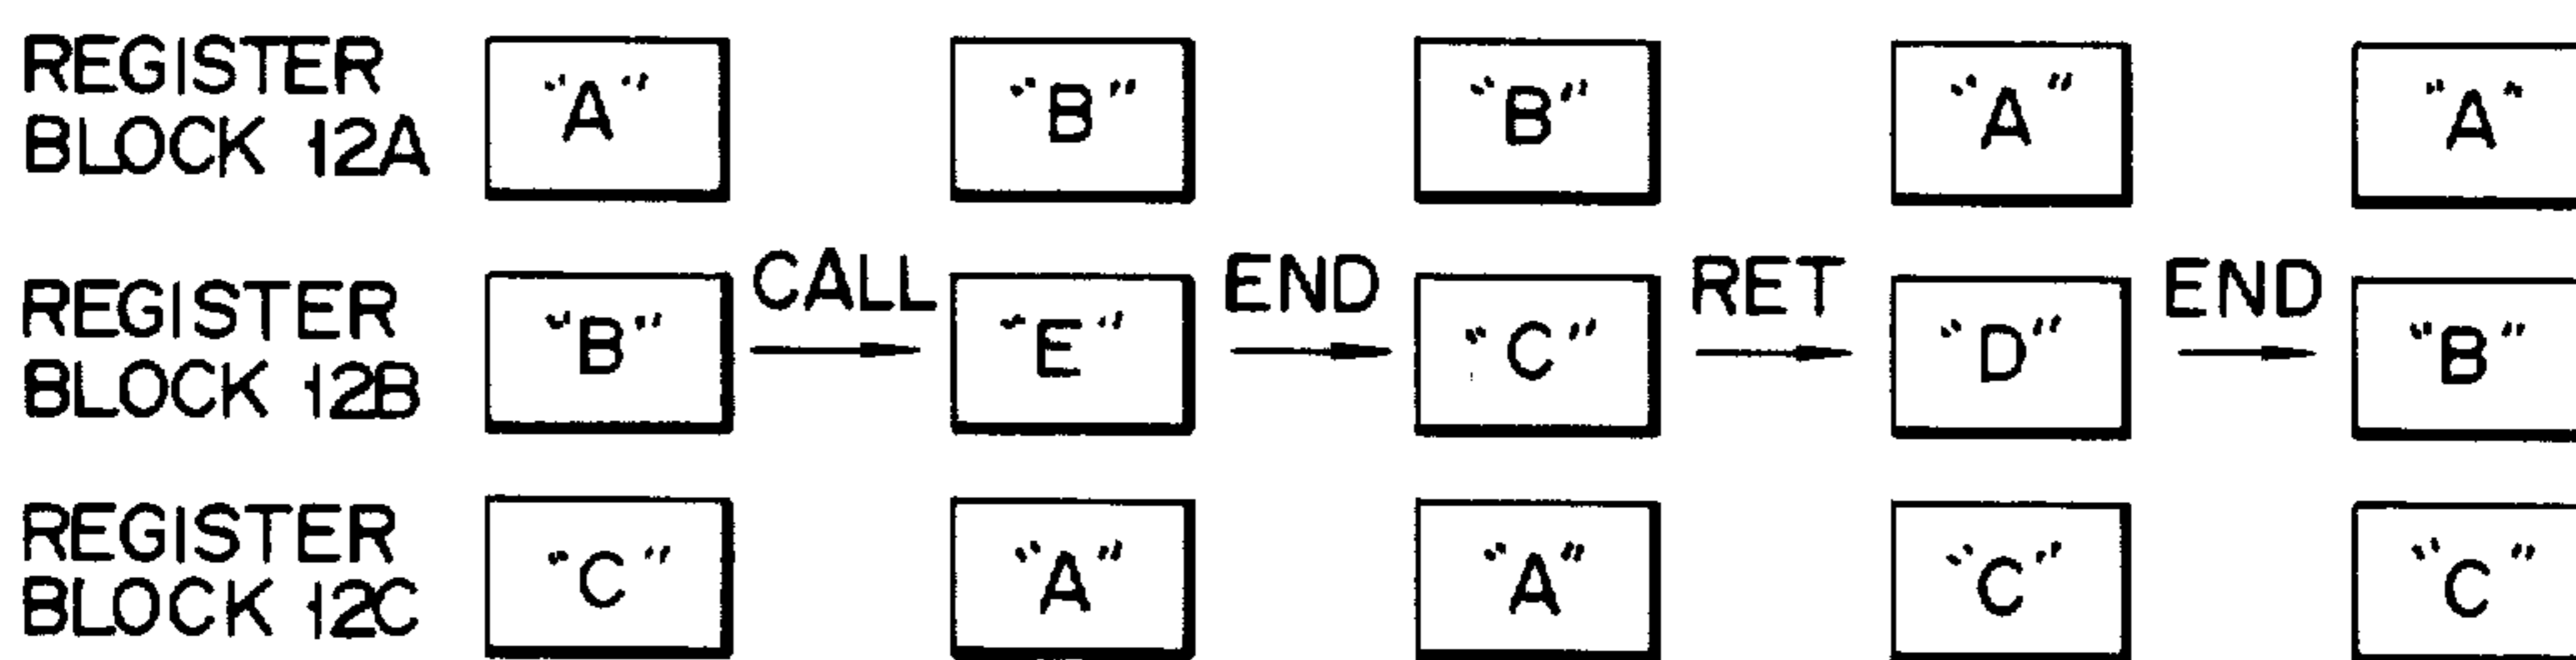 REGISTER
BLOCK 12A
"A" "B" "B" "A" "A"
REGISTER
BLOCK 12B
"B" CALL "E" END "C" RET "D" END "B"
REGISTER
BLOCK 12C
"C" "A" "A" "C" "C"